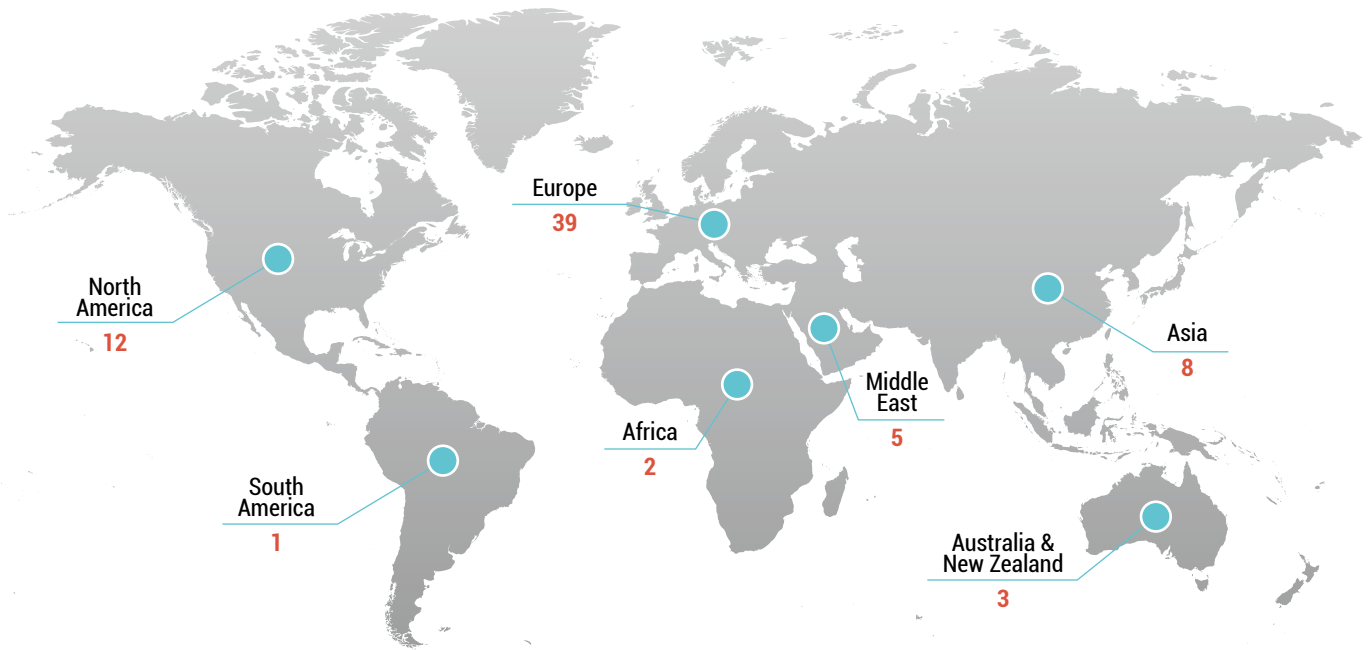 Europe
39
North
America
12
Asia
8
Middle
East
5
Africa
2
South
America
1
Australia &
New Zealand
3